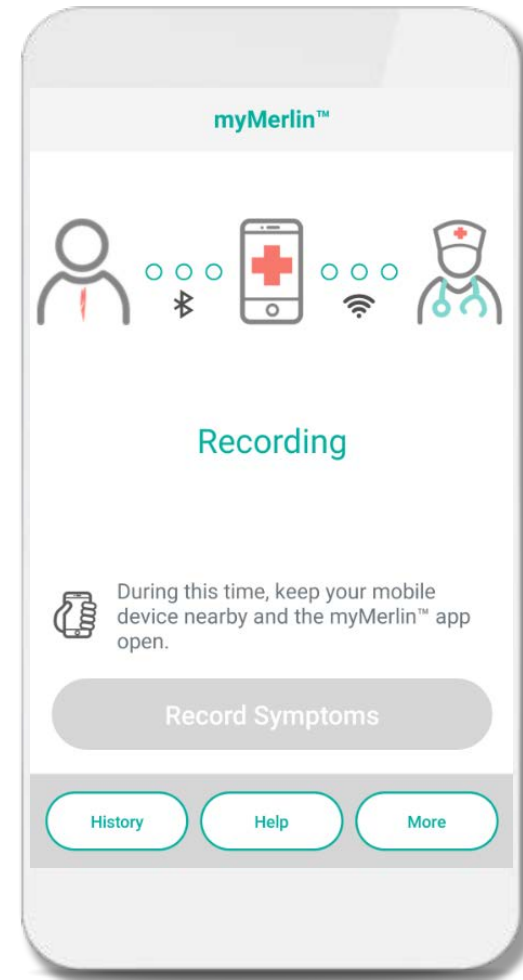 myMerlin™
Recording
During this time, keep your mobile
device nearby and the myMerlin™ app
open.
Record Symptoms
History
Help
More